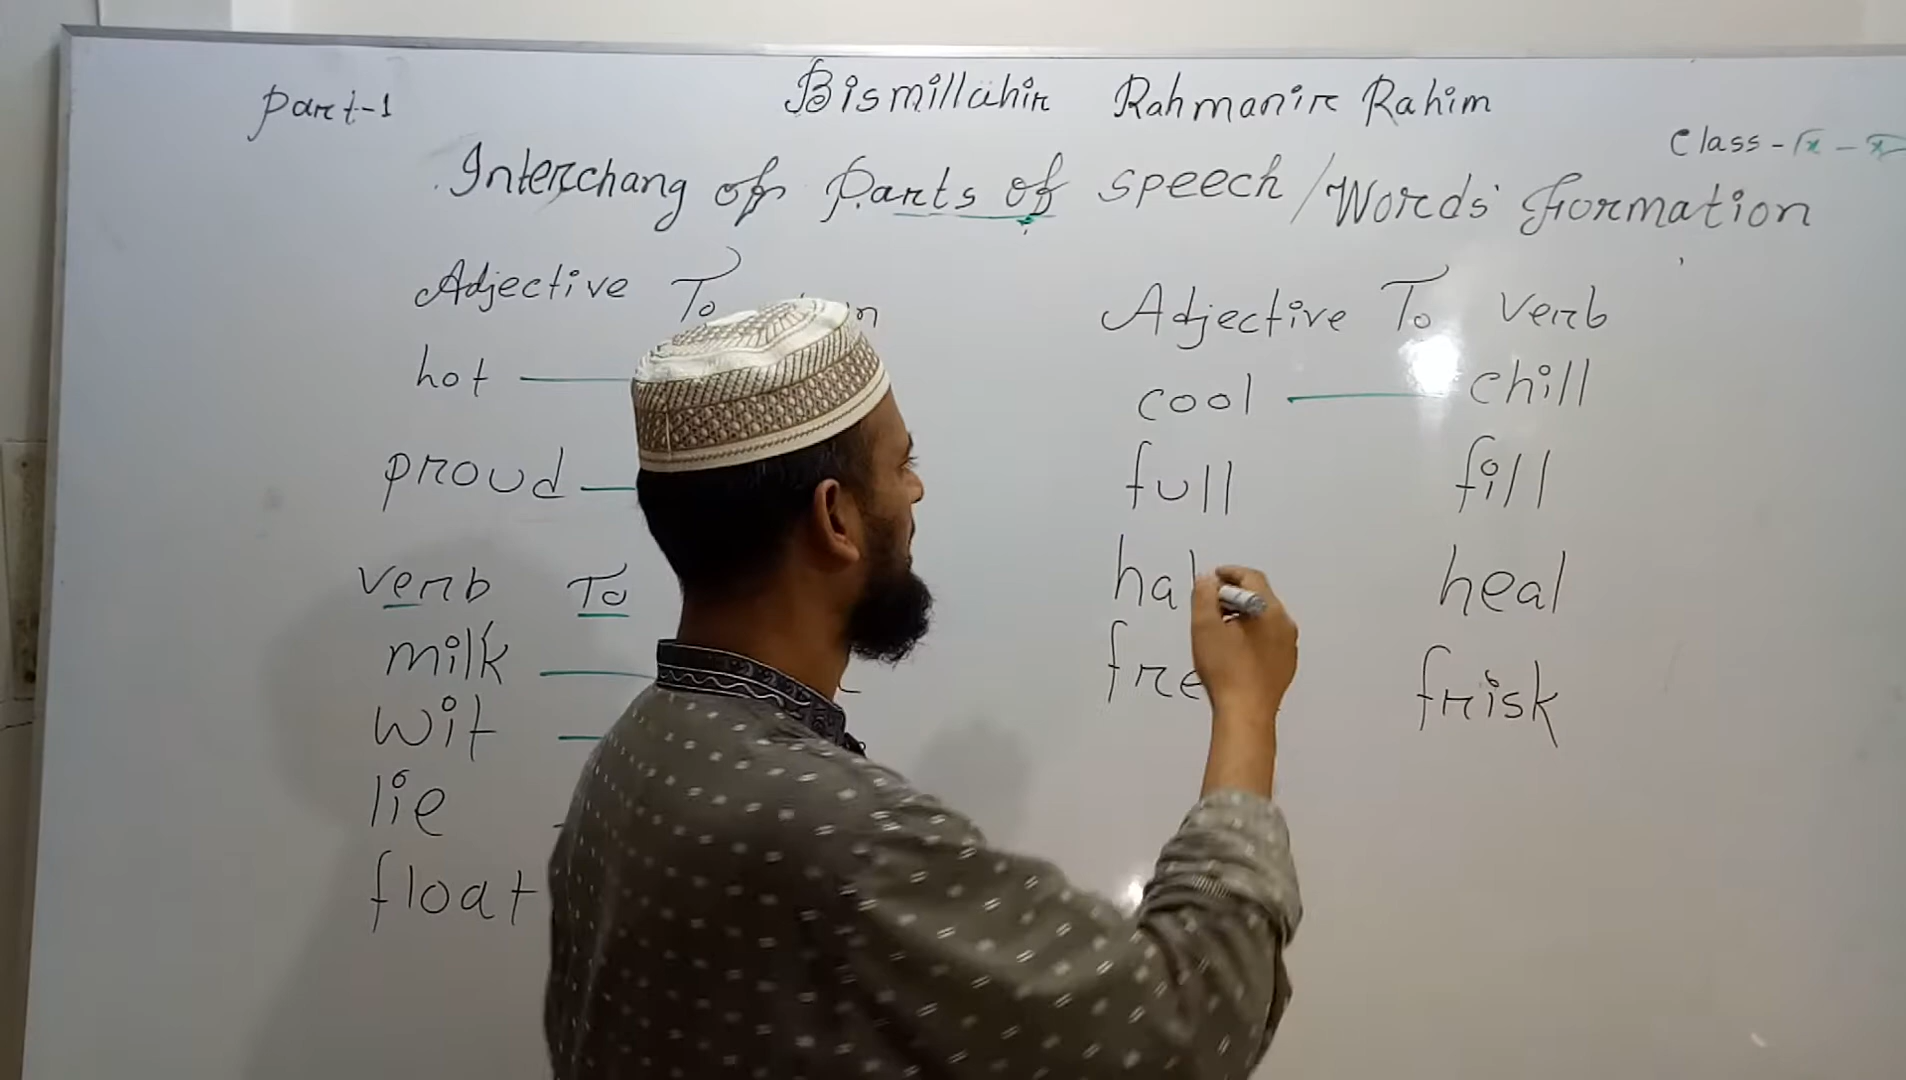 Part-1
Bismillahir Rahmanir Rahim
Class - IX - X
Interchang of Parts of speech / Words Formation
Adjective To
hot
proud
verb To
milk
wit
lie
float
Adjective To verb
cool chill
full fill
heal
frisk